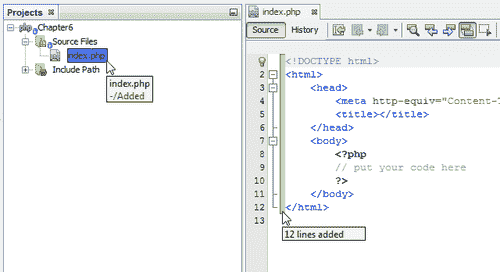 Projects
Chapter6
Source Files
index.php
Include Path
index.php
-/Added
index.php
Source
History
1
2
3
4
5
6
7
8
9
10
11
12
13
<!DOCTYPE html>
<html>
<head>
<meta http-equiv="Content-T
<title></title>
</head>
<body>
<?php
// put your code here
?>
</body>
</html>
12 lines added